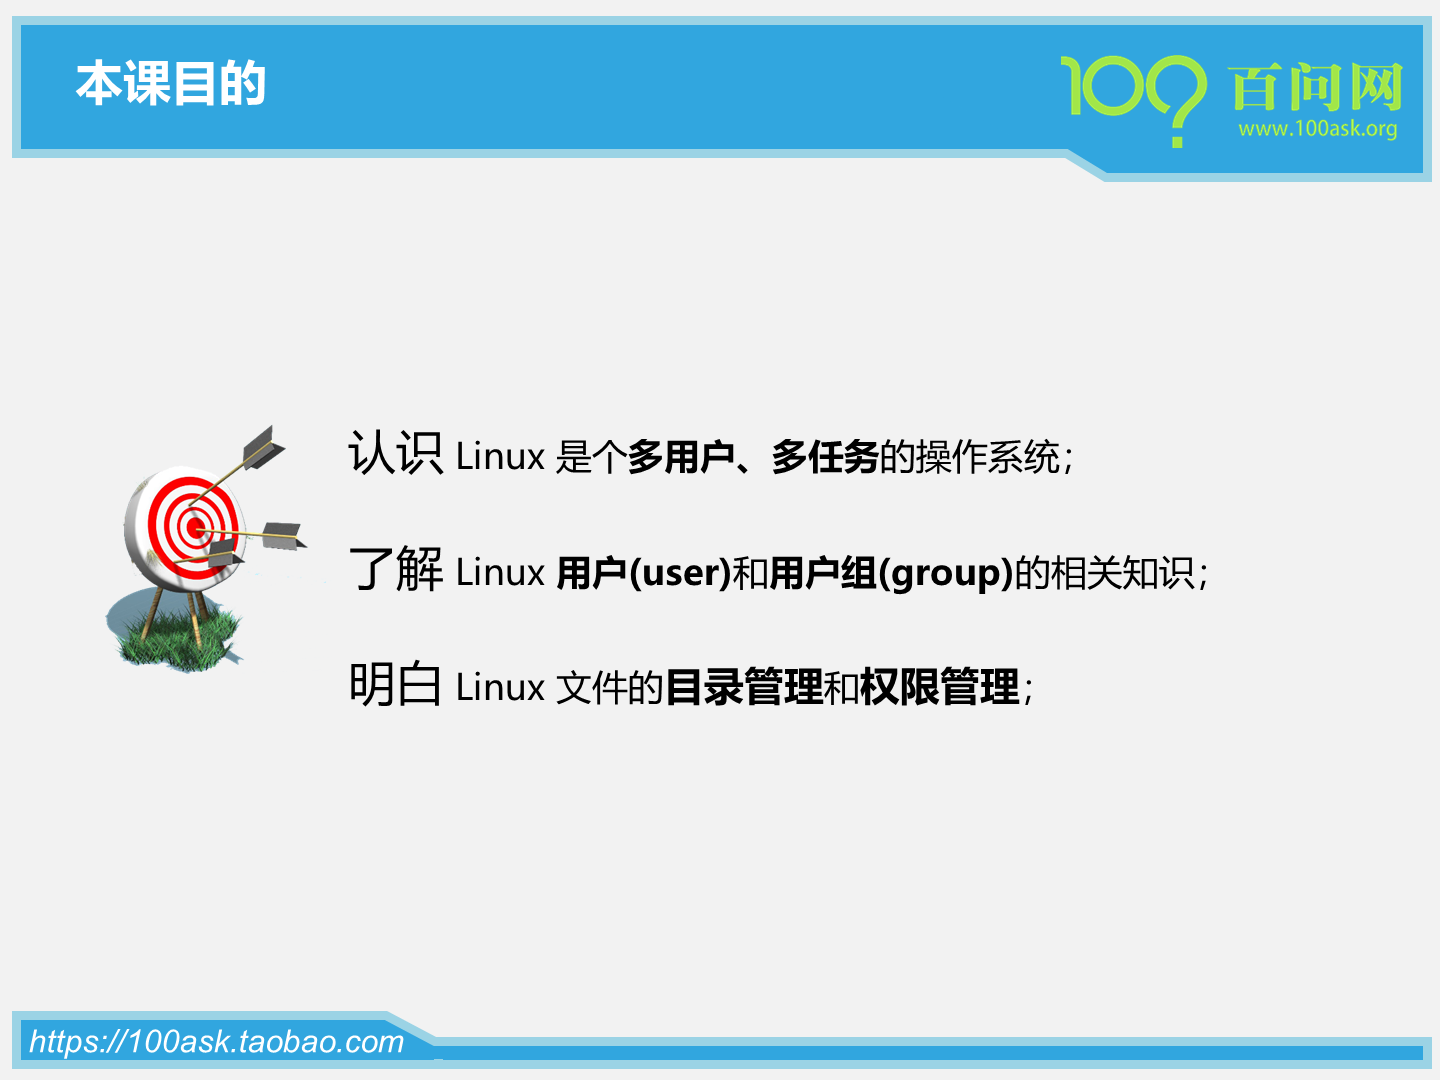 本课目的
100? 百问网
www.100ask.org
认识 Linux 是个多用户、多任务的操作系统；
了解 Linux 用户(user)和用户组(group)的相关知识；
明白 Linux 文件的目录管理和权限管理；
https://100ask.taobao.com